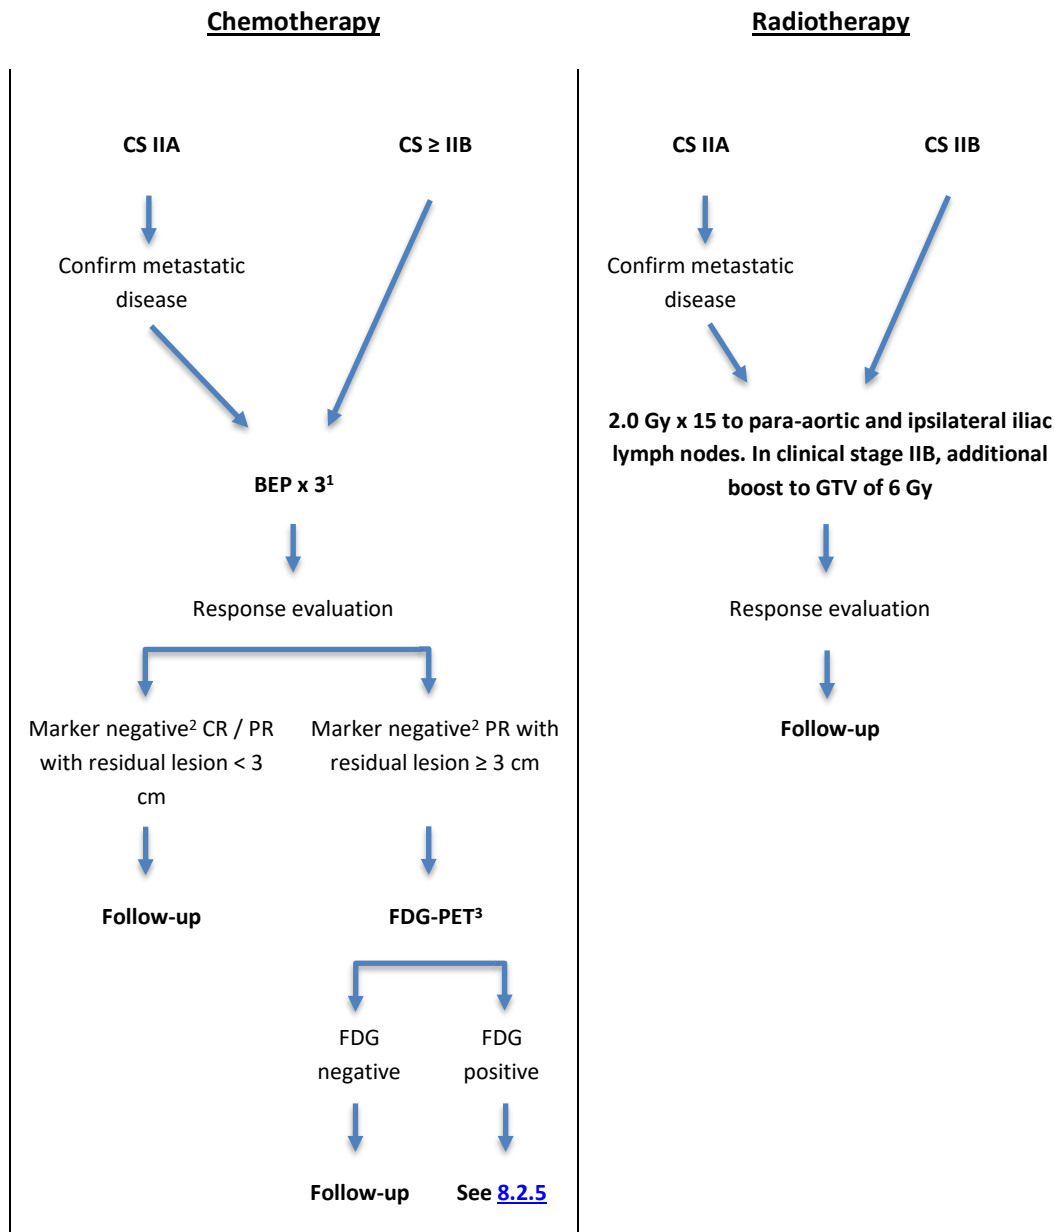 Chemotherapy
CS IIA
CS ≥ IIB
Confirm metastatic
disease
BEP x 3¹
Response evaluation
Marker negative² CR / PR
with residual lesion < 3
cm
Marker negative² PR with
residual lesion ≥ 3 cm
Follow-up
FDG-PET³
FDG
negative
FDG
positive
Follow-up
See 8.2.5
Radiotherapy
CS IIA
CS IIB
Confirm metastatic
disease
2.0 Gy x 15 to para-aortic and ipsilateral iliac
lymph nodes. In clinical stage IIB, additional
boost to GTV of 6 Gy
Response evaluation
Follow-up